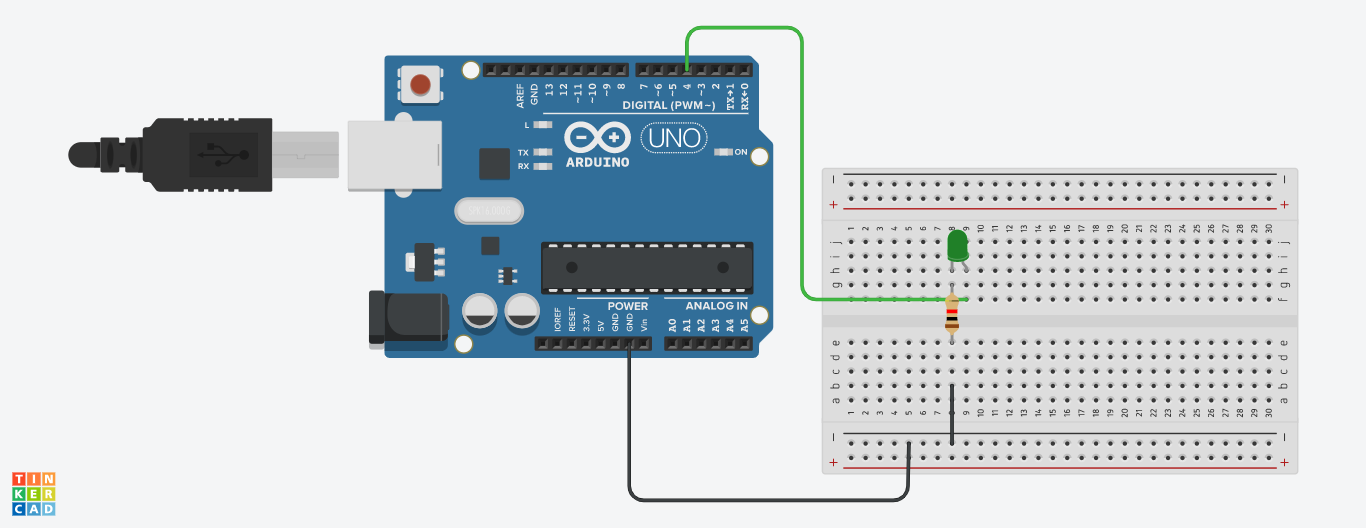 AREF
GND
13
12
~11
~10
~9
8
7
~6
~5
4
~3
2
TX→1
RX←0
DIGITAL (PWM~)
L
TX
RX
ARDUINO
UNO
ON
SPK16.000G
POWER
ANALOG IN
IOREF
RESET
3.3V
5V
GND
GND
Vin
A0
A1
A2
A3
A4
A5
- -
+ +
1 2 3 4 5 6 7 8 9 10 11 12 13 14 15 16 17 18 19 20 21 22 23 24 25 26 27 28 29 30
j j
i i
h h
g g
f f
e e
d d
c c
b b
a a
1 2 3 4 5 6 7 8 9 10 11 12 13 14 15 16 17 18 19 20 21 22 23 24 25 26 27 28 29 30
- -
+ +
TIN
KER
CAD